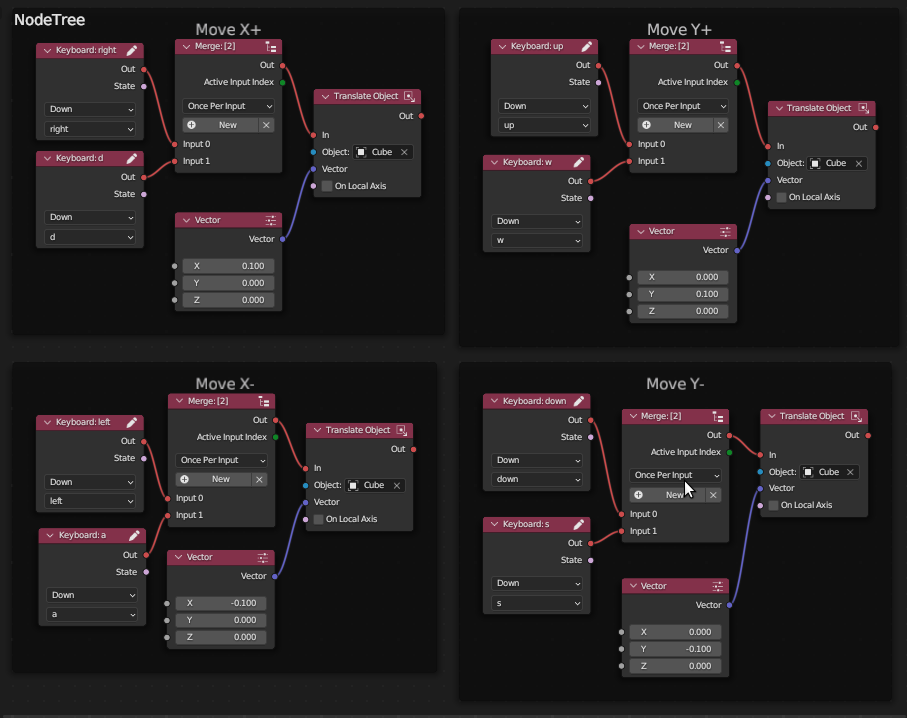 NodeTree
Move X+
Keyboard: right
Out
State
Down
right
Keyboard: d
Out
State
Down
d
Merge: [2]
Out
Active Input Index
Once Per Input
New
Input 0
Input 1
Vector
Vector
X 0.100
Y 0.000
Z 0.000
Translate Object
Out
In
Object: Cube
Vector
On Local Axis
Move Y+
Keyboard: up
Out
State
Down
up
Keyboard: w
Out
State
Down
w
Merge: [2]
Out
Active Input Index
Once Per Input
New
Input 0
Input 1
Vector
Vector
X 0.000
Y 0.100
Z 0.000
Translate Object
Out
In
Object: Cube
Vector
On Local Axis
Move X-
Keyboard: left
Out
State
Down
left
Keyboard: a
Out
State
Down
a
Merge: [2]
Out
Active Input Index
Once Per Input
New
Input 0
Input 1
Vector
Vector
X -0.100
Y 0.000
Z 0.000
Translate Object
Out
In
Object: Cube
Vector
On Local Axis
Move Y-
Keyboard: down
Out
State
Down
down
Keyboard: s
Out
State
Down
s
Merge: [2]
Out
Active Input Index
Once Per Input
New
Input 0
Input 1
Vector
Vector
X 0.000
Y -0.100
Z 0.000
Translate Object
Out
In
Object: Cube
Vector
On Local Axis